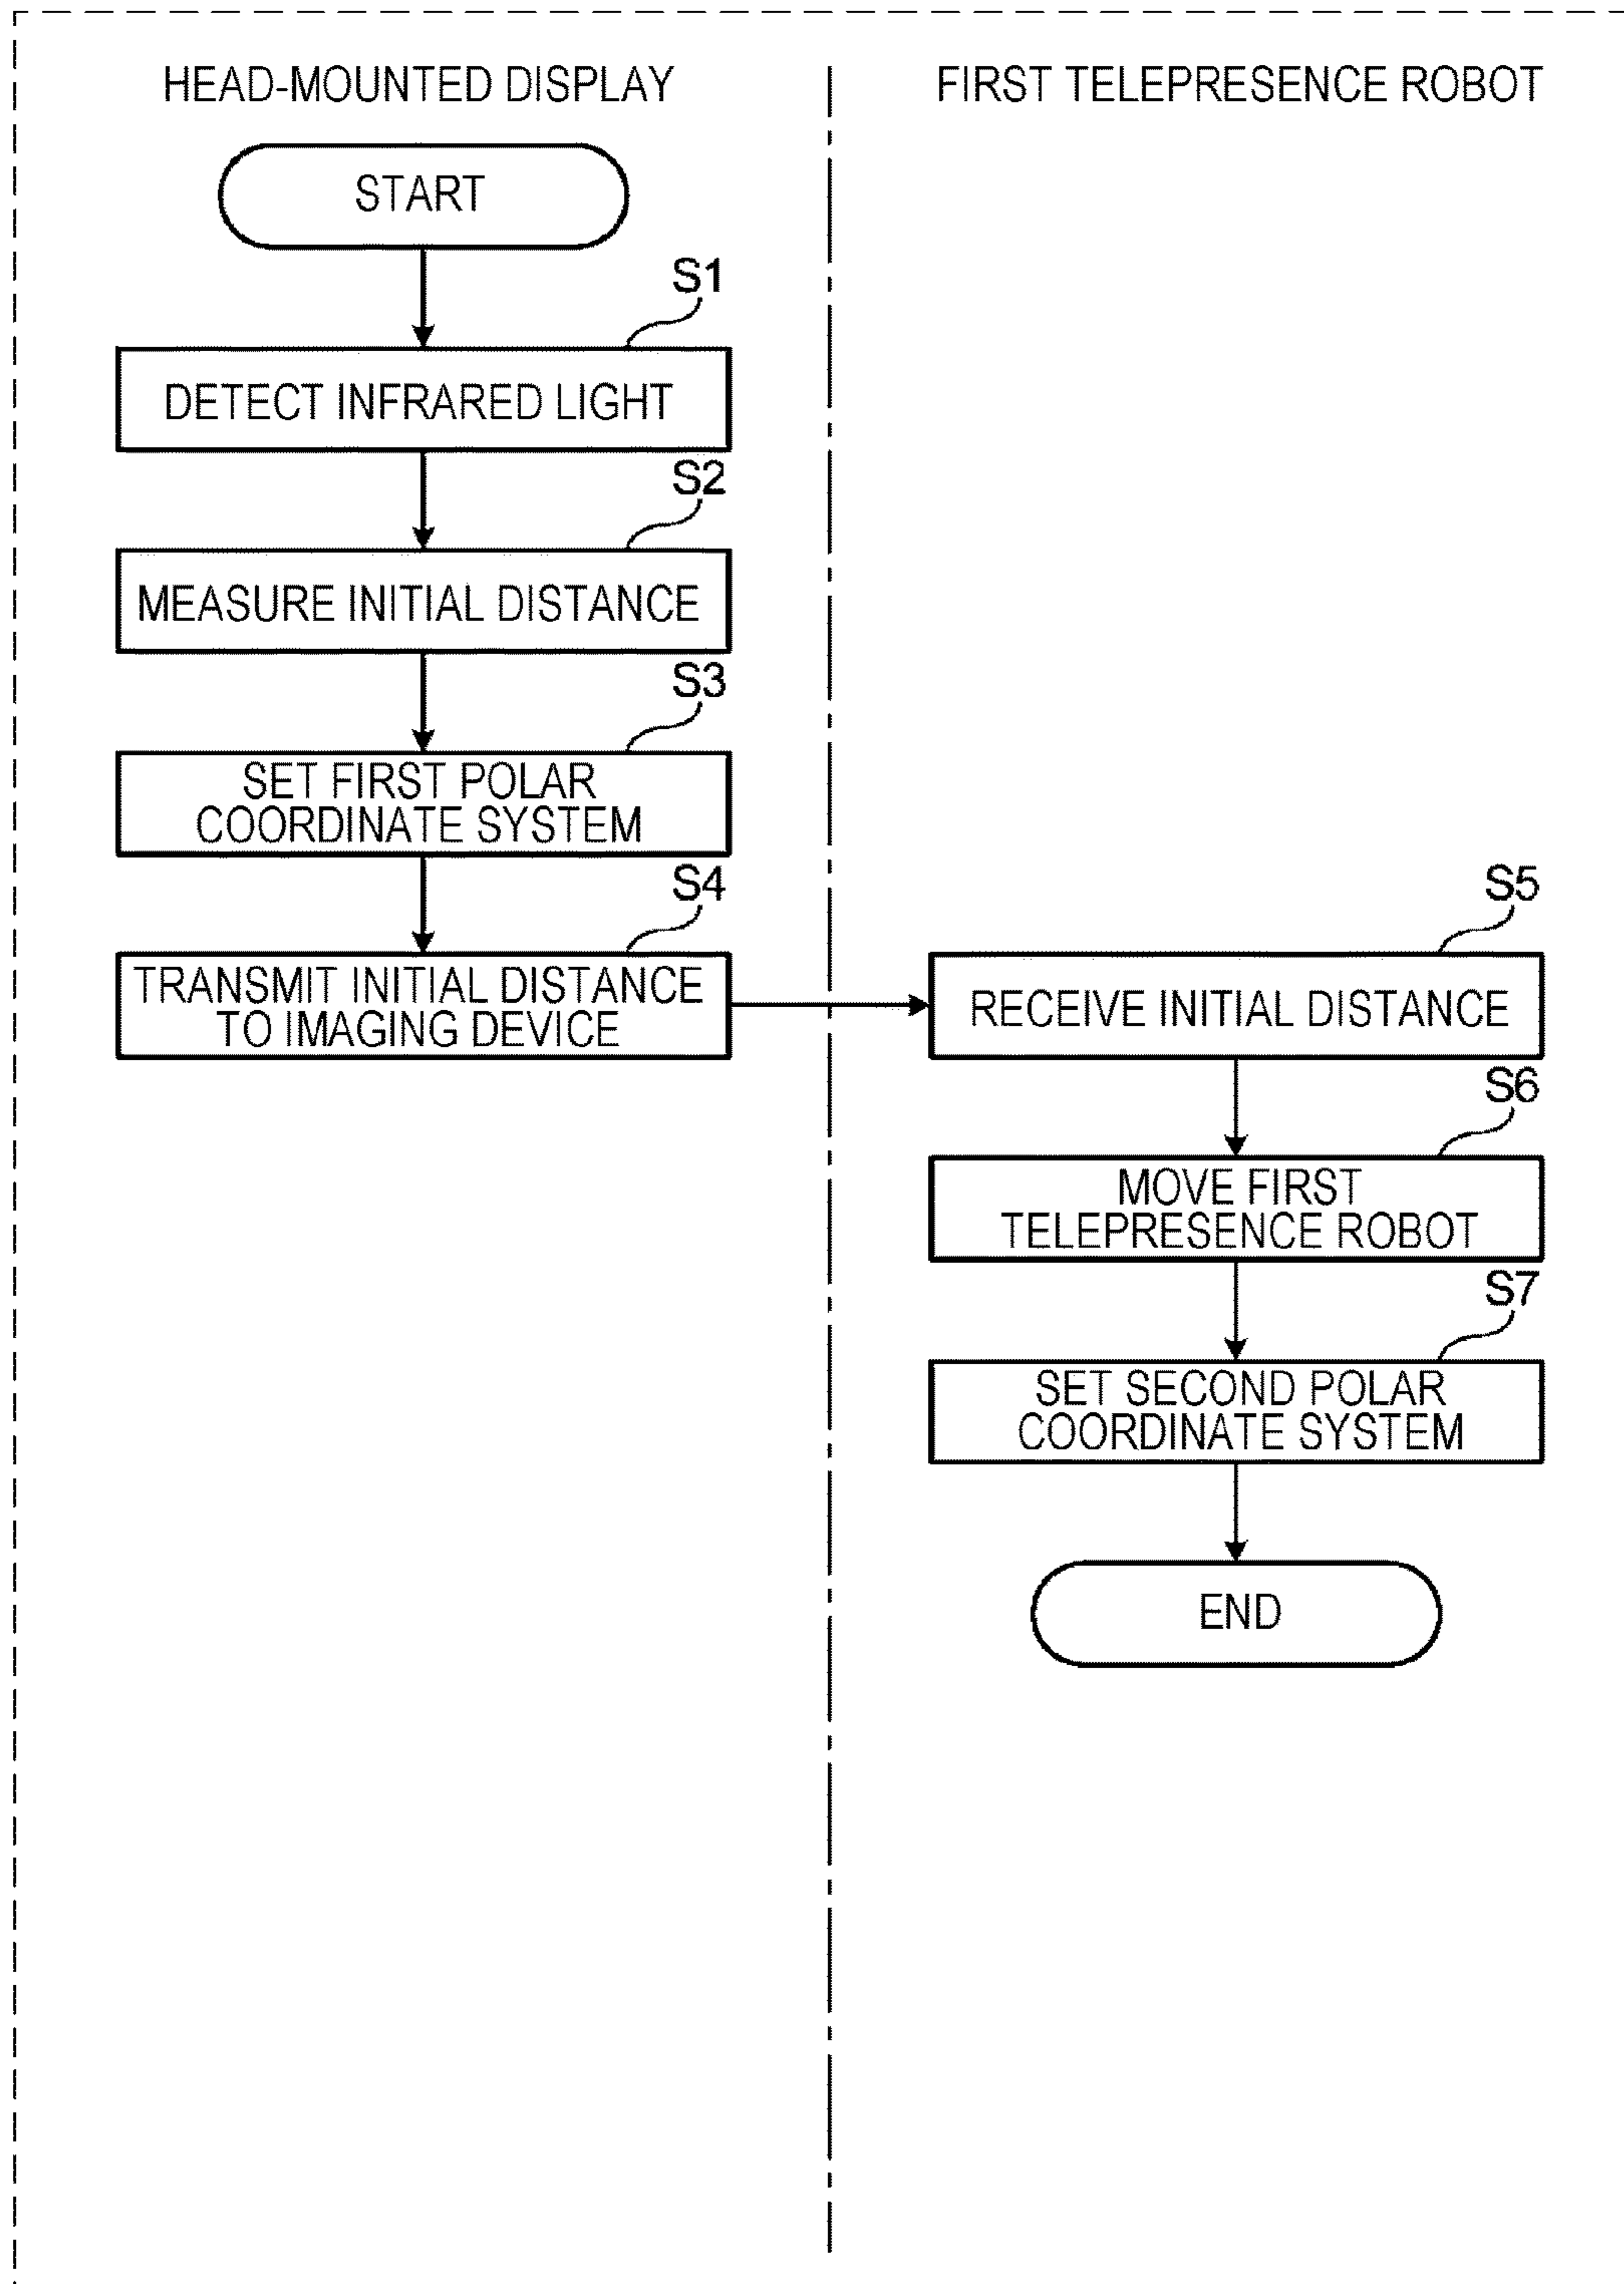 HEAD-MOUNTED DISPLAY
START
S1
DETECT INFRARED LIGHT
S2
MEASURE INITIAL DISTANCE
S3
SET FIRST POLAR
COORDINATE SYSTEM
S4
TRANSMIT INITIAL DISTANCE
TO IMAGING DEVICE
FIRST TELEPRESENCE ROBOT
S5
RECEIVE INITIAL DISTANCE
S6
MOVE FIRST
TELEPRESENCE ROBOT
S7
SET SECOND POLAR
COORDINATE SYSTEM
END